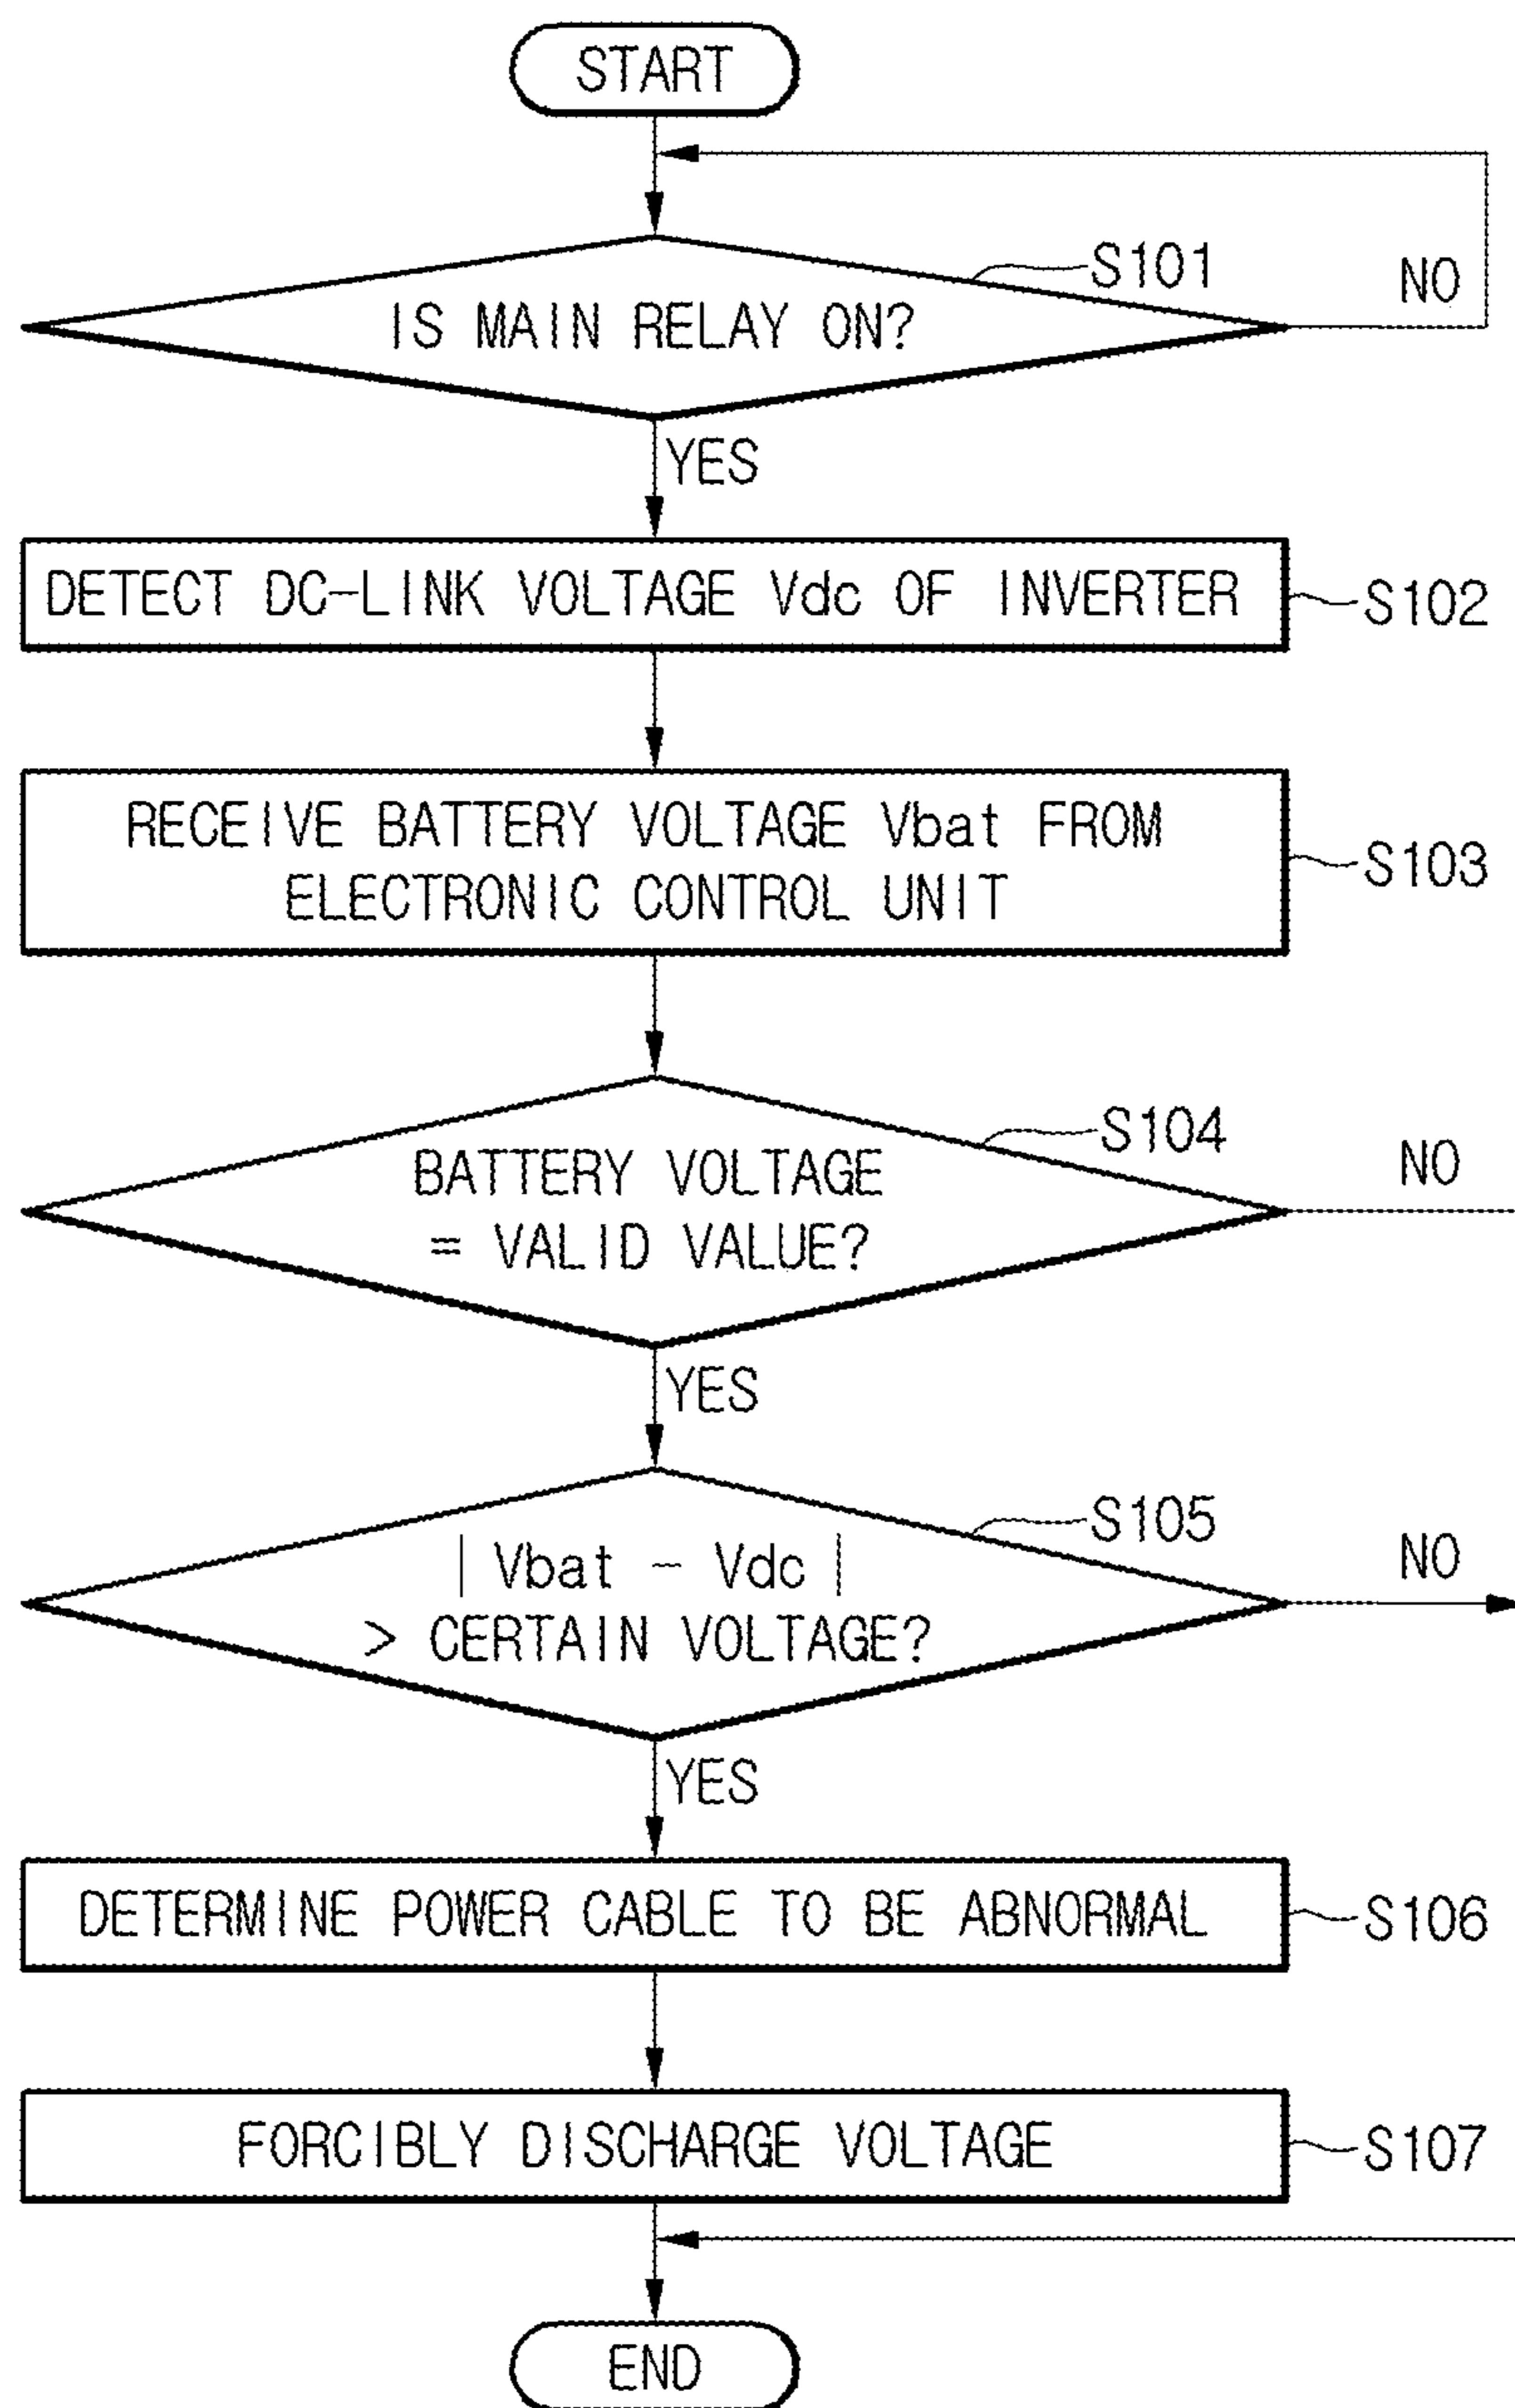 START
S101
NO
IS MAIN RELAY ON?
YES
DETECT DC-LINK VOLTAGE Vdc OF INVERTER
S102
RECEIVE BATTERY VOLTAGE Vbat FROM
ELECTRONIC CONTROL UNIT
S103
S104
NO
BATTERY VOLTAGE
= VALID VALUE?
YES
S105
NO
| Vbat - Vdc |
> CERTAIN VOLTAGE?
YES
DETERMINE POWER CABLE TO BE ABNORMAL
S106
FORCIBLY DISCHARGE VOLTAGE
S107
END